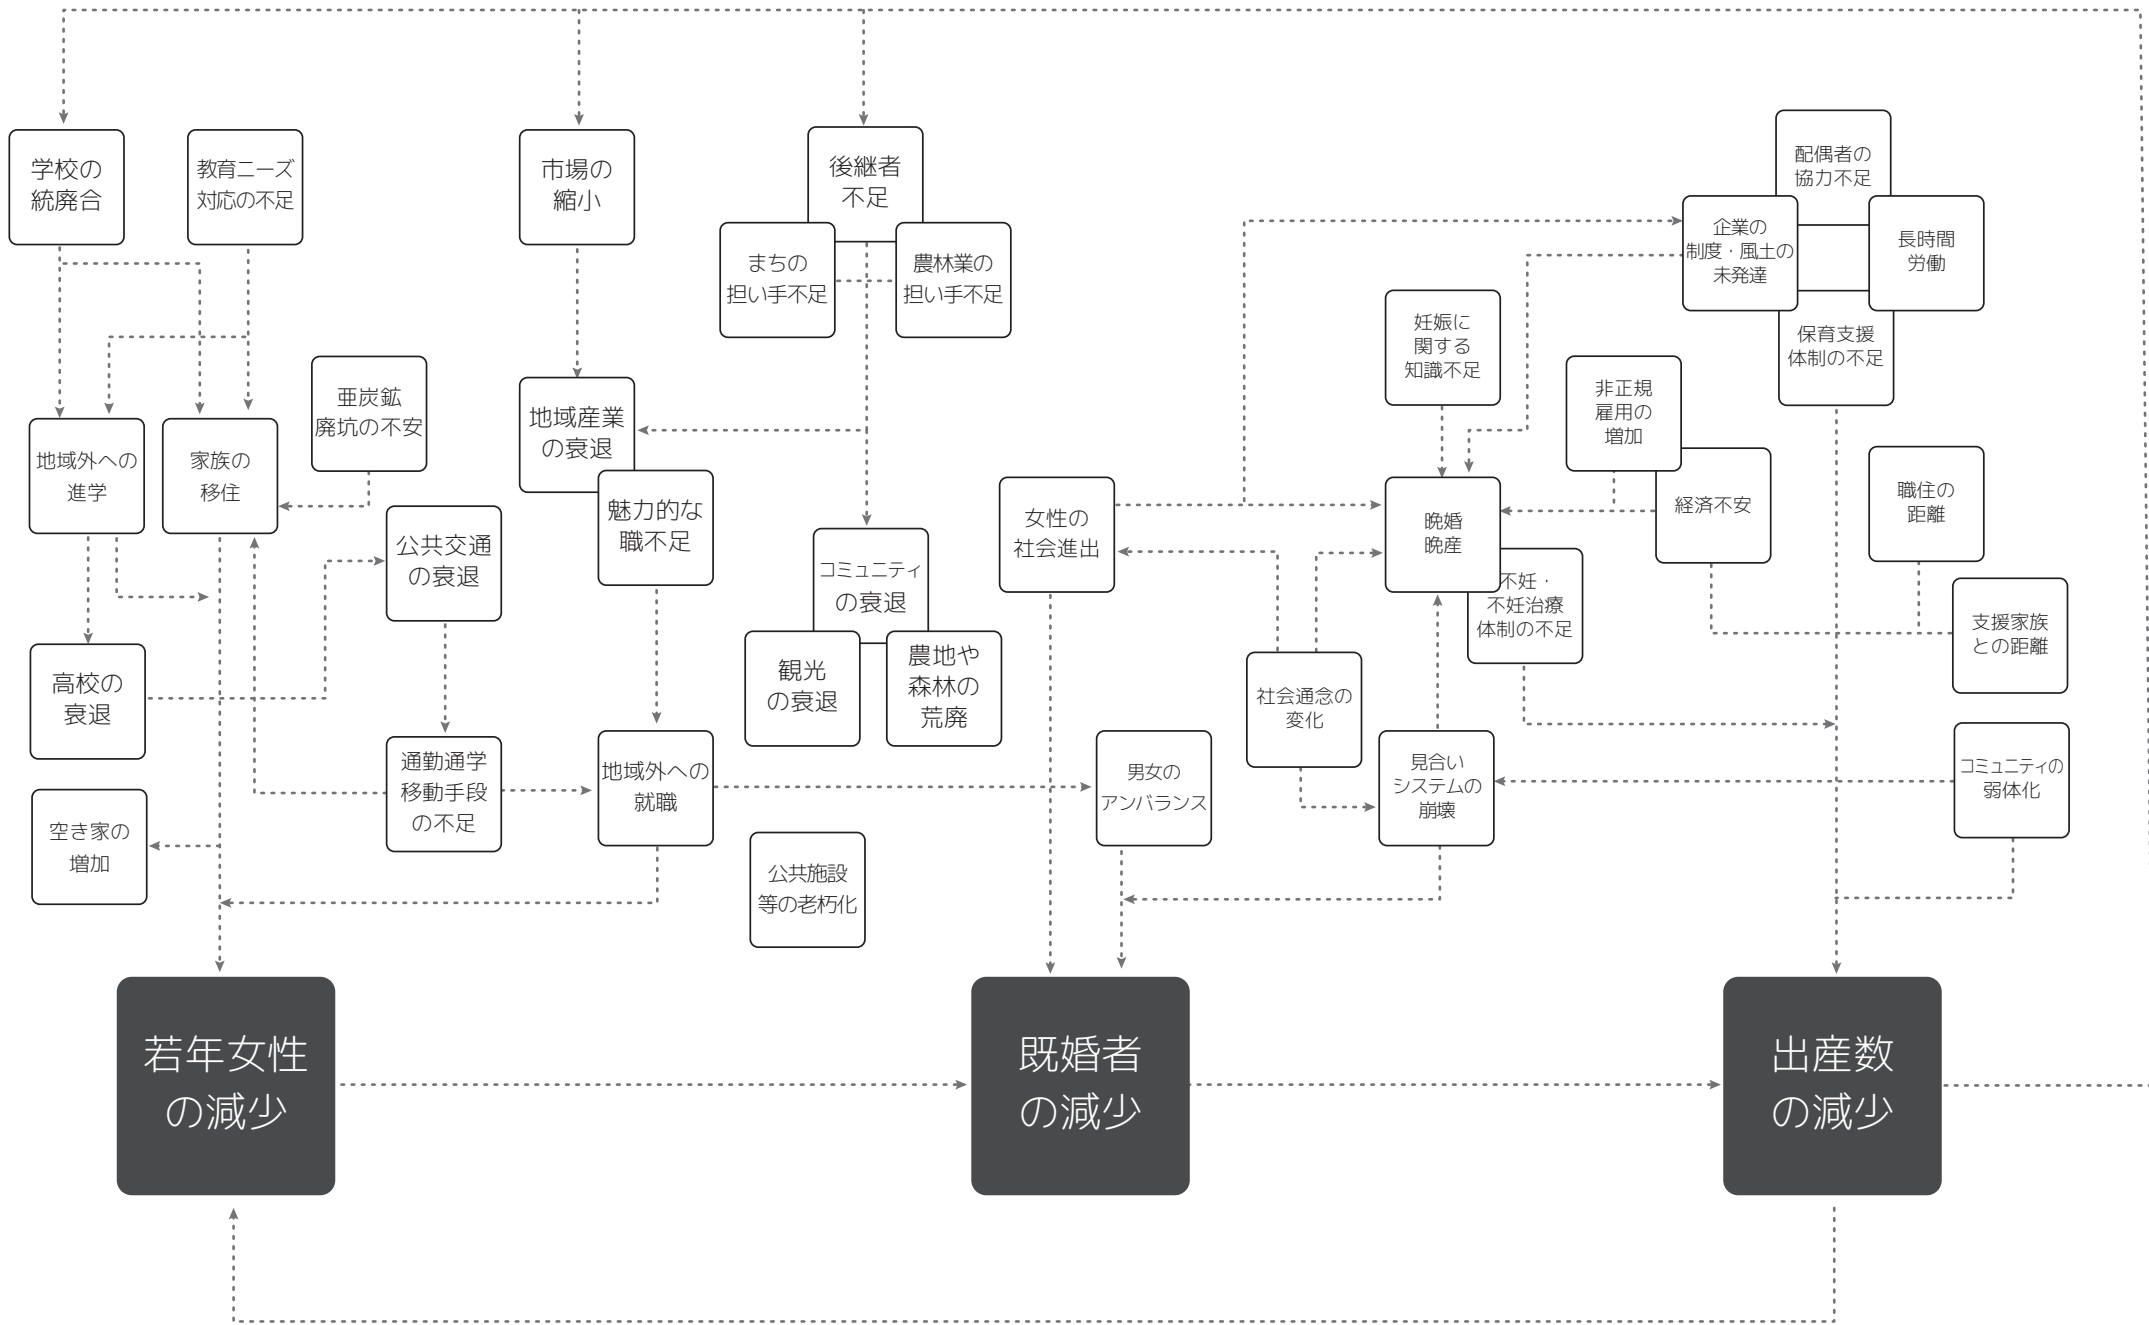 学校の
統廃合
教育ニーズ
対応の不足
市場の
縮小
後継者
不足
まちの
担い手不足
農林業の
担い手不足
配偶者の
協力不足
企業の
制度・風土の
未発達
長時間
労働
保育支援
体制の不足
妊娠に
関する
知識不足
非正規
雇用の
増加
経済不安
職住の
距離
支援家族
との距離
亜炭鉱
廃坑の不安
地域外への
進学
家族の
移住
地域産業
の衰退
魅力的な
職不足
公共交通
の衰退
コミュニティ
の衰退
観光
の衰退
農地や
森林の
荒廃
女性の
社会進出
晩婚
晩産
不妊・
不妊治療
体制の不足
社会通念の
変化
見合い
システムの
崩壊
コミュニティの
弱体化
高校の
衰退
空き家の
増加
通勤通学
移動手段
の不足
地域外への
就職
男女の
アンバランス
公共施設
等の老朽化
若年女性
の減少
既婚者
の減少
出産数
の減少